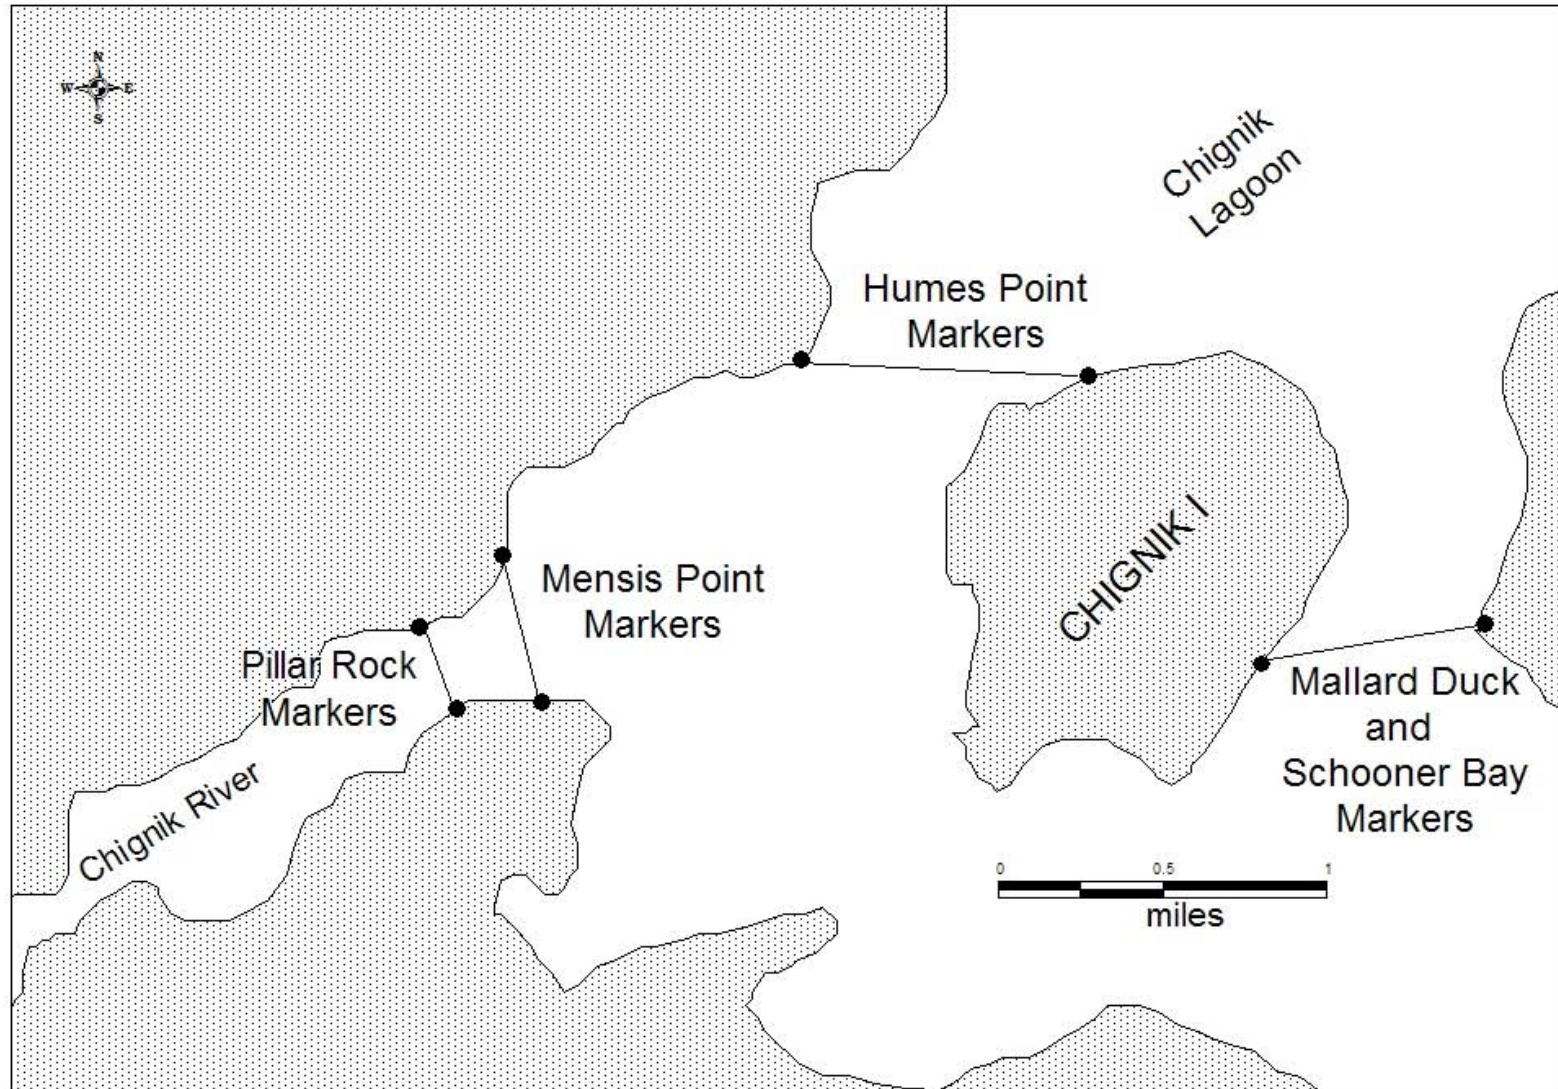 N
W E
S
Chignik
Lagoon
Humes Point
Markers
CHIGNIK I
Mensis Point
Markers
Pillar Rock
Markers
Chignik River
Mallard Duck
and
Schooner Bay
Markers
0 0.5 1
miles